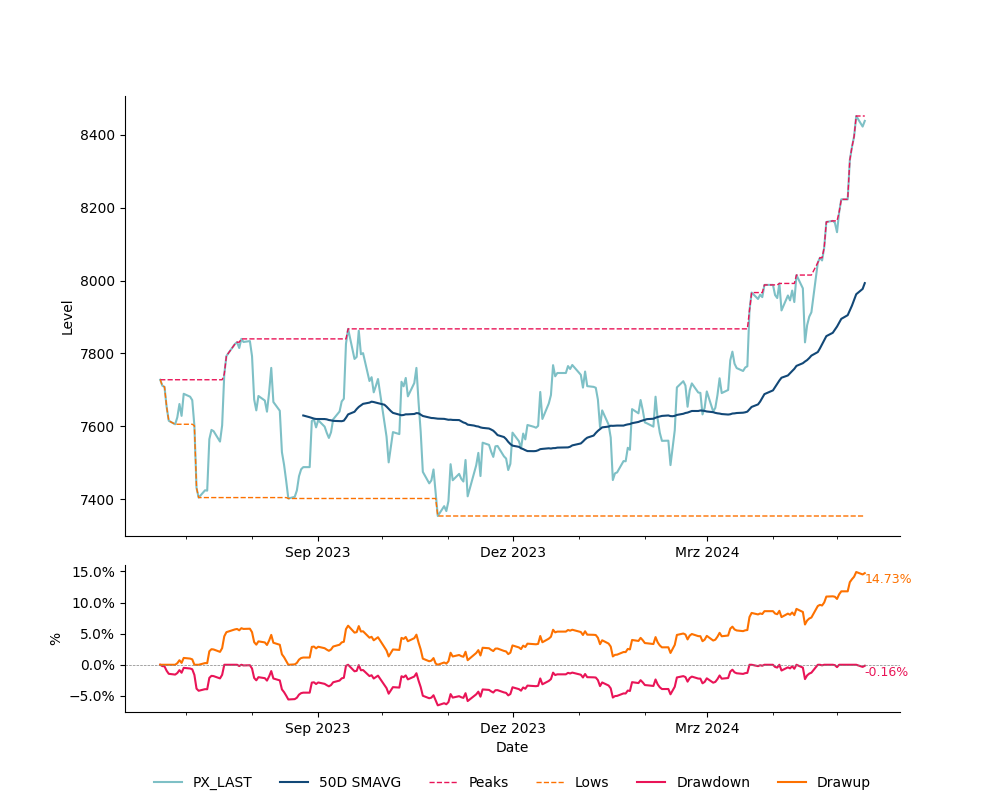 8400
8200
8000
7800
7600
7400
Level
Sep 2023
Dez 2023
Mrz 2024
15.0%
10.0%
5.0%
0.0%
−5.0%
%
14.73%
-0.16%
Sep 2023
Dez 2023
Mrz 2024
Date
PX_LAST
50D SMAVG
Peaks
Lows
Drawdown
Drawup